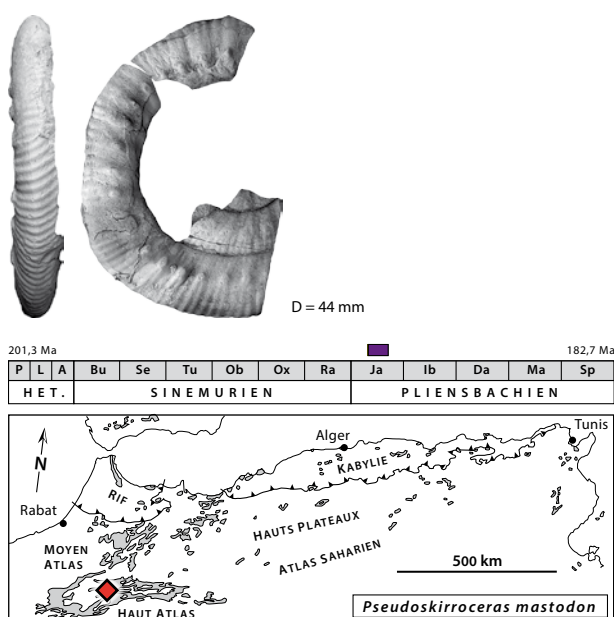 D = 44 mm
201,3 Ma 182,7 Ma
P L A Bu Se Tu Ob Ox Ra Ja Ib Da Ma Sp
HET. SINEMURIEN PLIENSBACHIEN
Tunis
Alger
N
KABYLIE
RIF
Rabat
HAUTS PLATEAUX
MOYEN
ATLAS
ATLAS SAHARIEN
500 km
HAUT ATLAS
Pseudoskirroceras mastodon